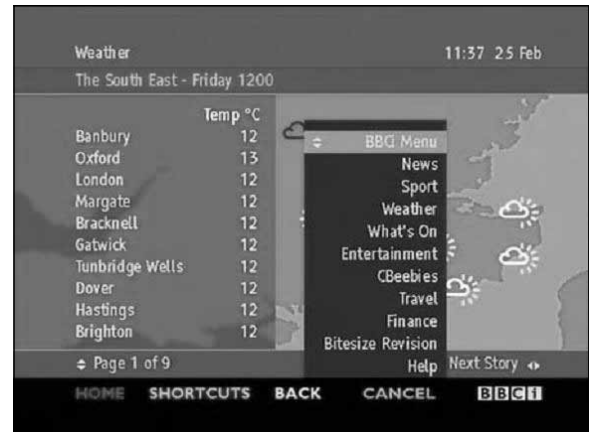 Weather 11:37 25 Feb
The South East - Friday 1200
Temp °C
Banbury 12
Oxford 13
London 12
Margate 12
Bracknell 12
Gatwick 12
Tunbridge Wells 12
Dover 12
Hastings 12
Brighton 12
BBCi Menu
News
Sport
Weather
What's On
Entertainment
CBeebies
Travel
Finance
Bitesize Revision
Help
Page 1 of 9 Next Story
HOME SHORTCUTS BACK CANCEL BBCi